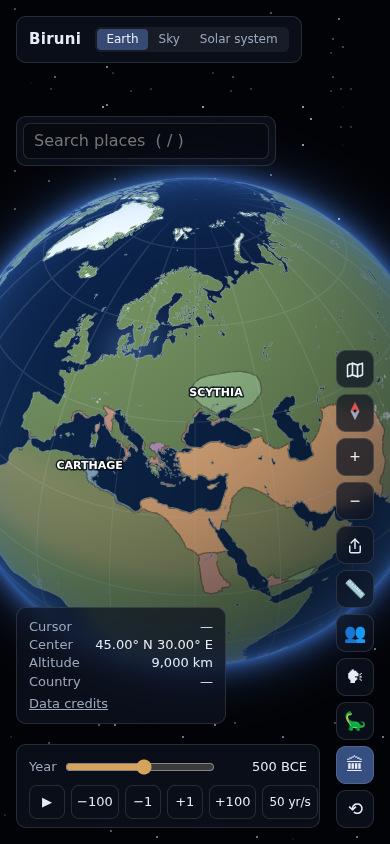 Biruni Earth Sky Solar system
Search places ( / )
SCYTHIA
CARTHAGE
+
−
Cursor —
Center 45.00° N 30.00° E
Altitude 9,000 km
Country —
Data credits
Year 500 BCE
−100 −1 +1 +100 50 yr/s